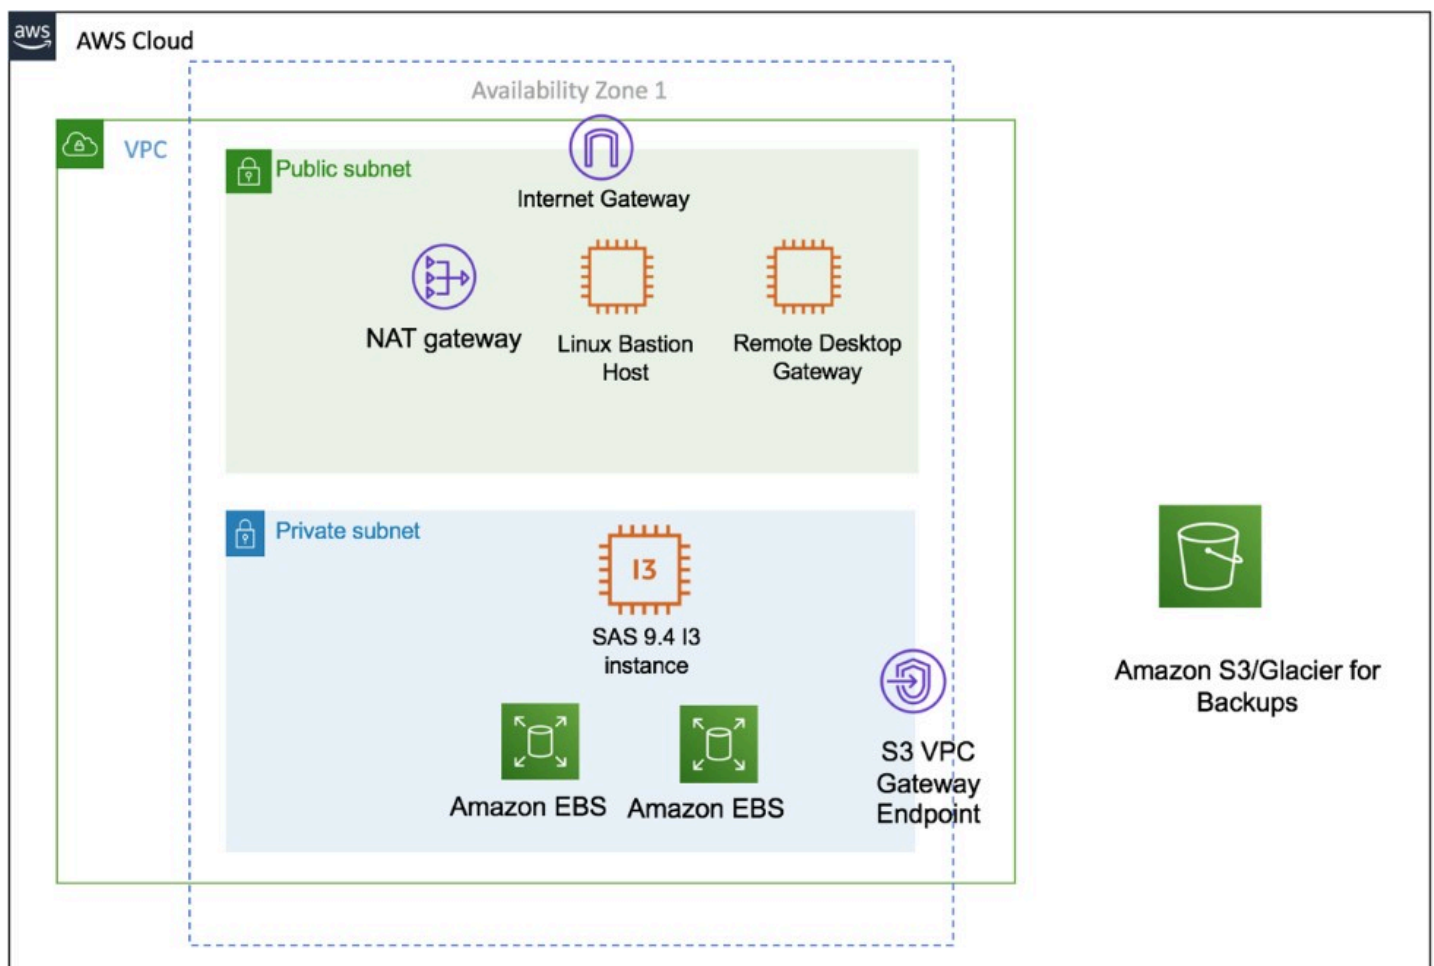 aws
AWS Cloud
Availability Zone 1
VPC
Public subnet
Internet Gateway
NAT gateway
Linux Bastion
Host
Remote Desktop
Gateway
Private subnet
I3
SAS 9.4 I3
instance
Amazon EBS
Amazon EBS
S3 VPC
Gateway
Endpoint
Amazon S3/Glacier for
Backups